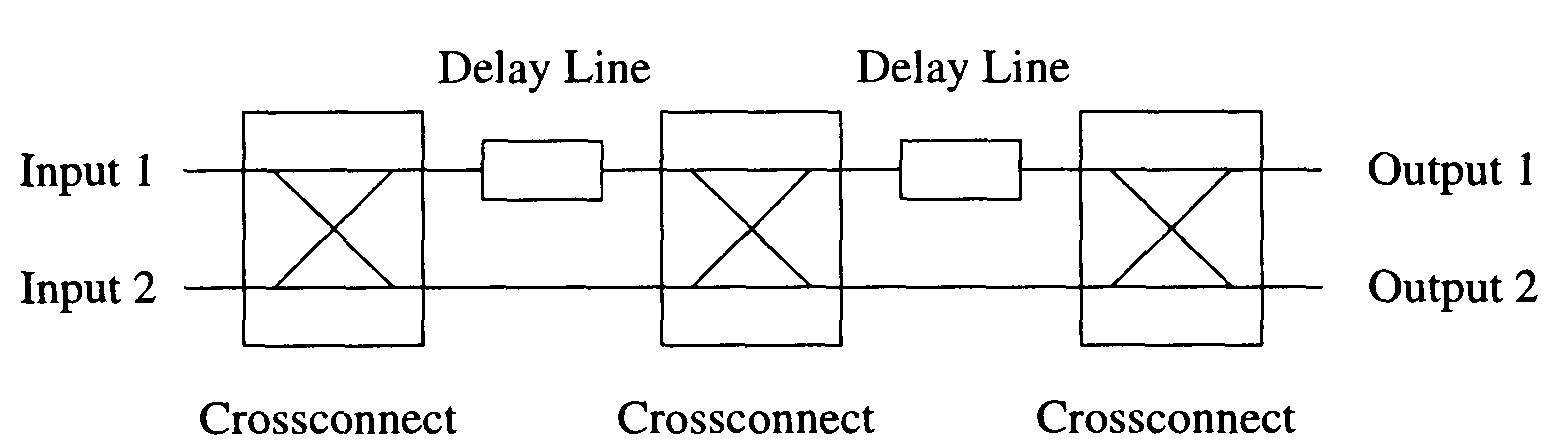 Delay Line Delay Line
Input 1 Output 1
Input 2 Output 2
Crossconnect Crossconnect Crossconnect